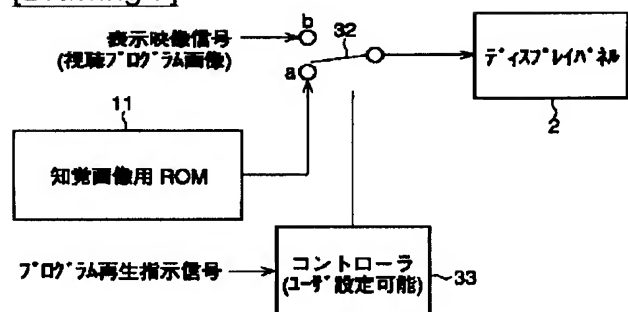 表示映像信号
(視聴プログラム画像)
b
32
a
ディスプレイパネル
2
11
知覚画像用 ROM
プログラム再生指示信号
コントローラ
(ユーザ設定可能)
33